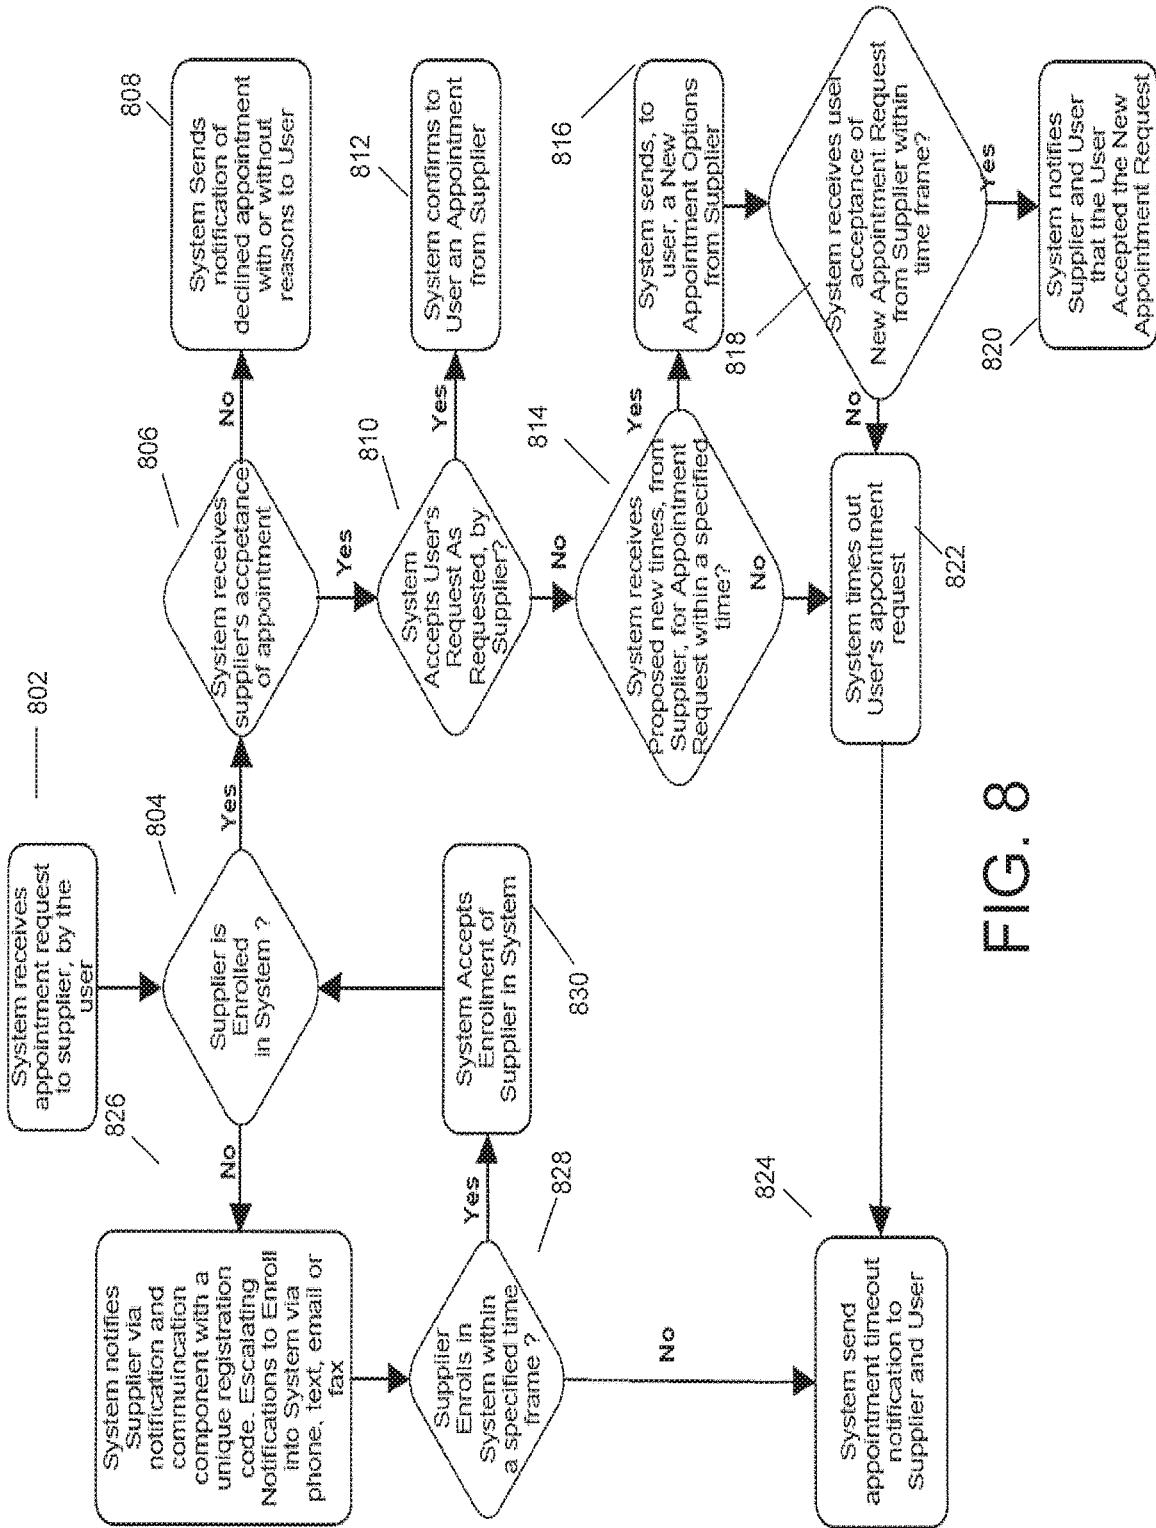 System receives
appointment request
to supplier, by the
user
802
Supplier is
Enrolled
in System ?
804
No
Yes
System notifies
Supplier via
notification and
commuincation
component with a
unique registration
code. Escalating
Notifications to Enroll
into System via
phone, text, email or
fax
826
System receives
supplier's accpetance
of appointment
806
No
Yes
System Sends
notification of
declined appointment
with or without
reasons to User
808
Supplier
Enrolls in
System within
a specified time
frame ?
828
Yes
No
System Accepts
Enrollment of
Supplier in System
830
System
Accepts User's
Request As
Requested, by
Supplier?
810
Yes
No
System confirms to
User an Appointment
from Supplier
812
System receives
Proposed new times, from
Supplier, for Appointment
Request within a specified
time?
814
Yes
No
System sends, to
user, a New
Appointment Options
from Supplier
816
System receives user
acceptance of
New Appointment Request
from Supplier within
time frame?
818
No
Yes
System times out
User's appointment
request
822
System send
appointment timeout
notification to
Supplier and User
824
System notifies
Supplier and User
that the User
Accepted the New
Appointment Request
820
FIG. 8